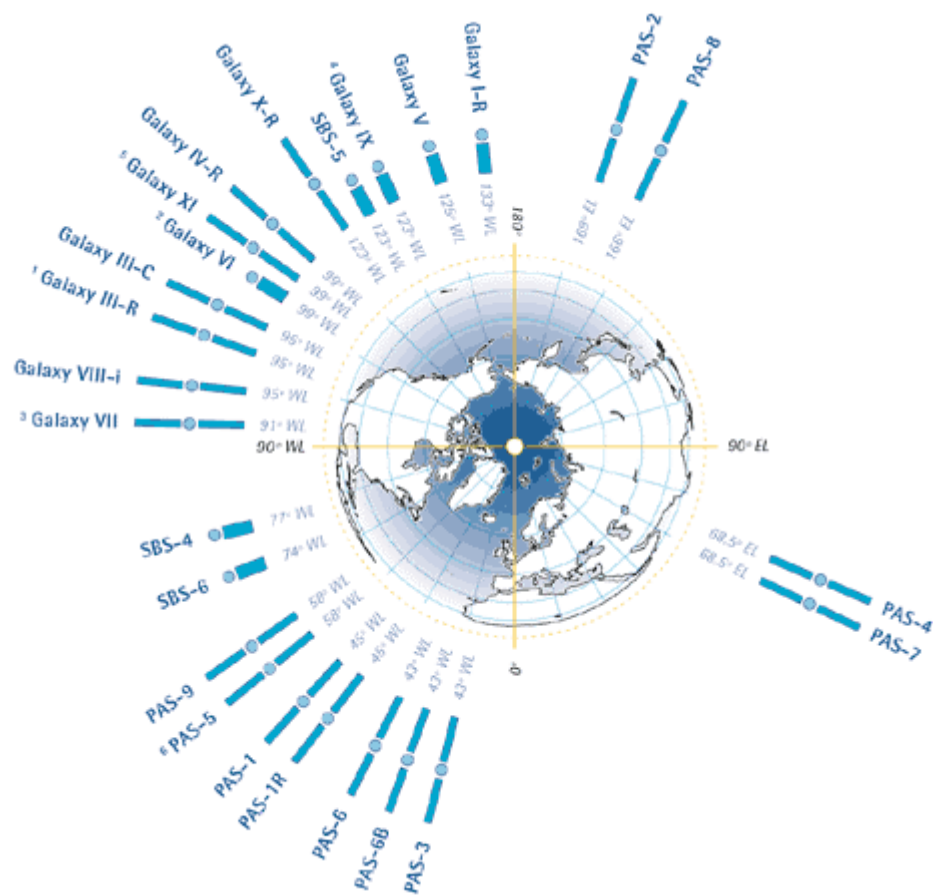 PAS-2
PAS-8
Galaxy I-R
Galaxy V
⁴ Galaxy IX
SBS-5
Galaxy X-R
Galaxy IV-R
⁵ Galaxy XI
² Galaxy VI
Galaxy III-C
¹ Galaxy III-R
Galaxy VIII-i
³ Galaxy VII
169° EL
166° EL
180°
133° WL
125° WL
123° WL
123° WL
123° WL
99° WL
99° WL
99° WL
95° WL
95° WL
95° WL
91° WL
90° WL
90° EL
77° WL
SBS-4
74° WL
SBS-6
68.5° EL
68.5° EL
PAS-4
PAS-7
58° WL
58° WL
PAS-9
⁶ PAS-5
45° WL
45° WL
PAS-1
PAS-1R
43° WL
43° WL
43° WL
PAS-6
PAS-6B
PAS-3
-0°